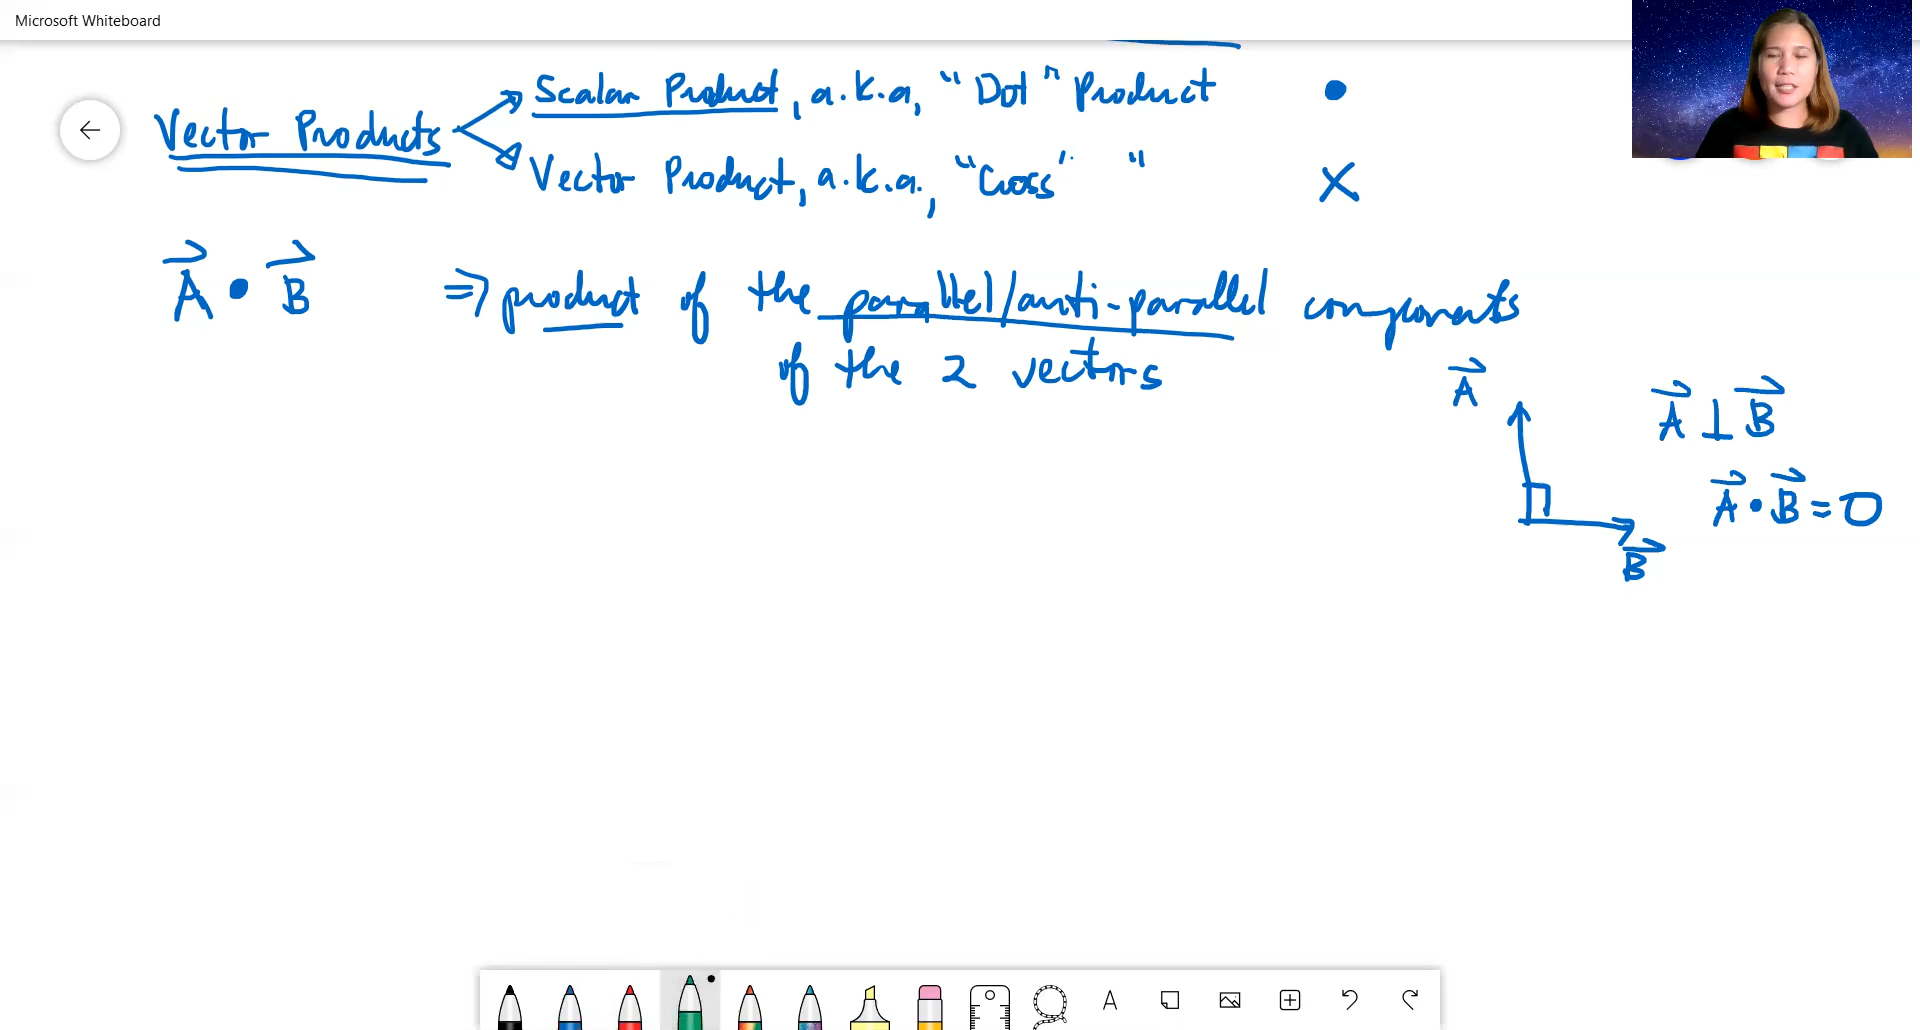 Microsoft Whiteboard
Scalar Product, a.k.a, "Dot" Product •
Vector Products
Vector Product, a.k.a., "Cross" " ×
A⃗ • B⃗ ⇒ product of the parallel/anti-parallel components
of the 2 vectors
A⃗
A⃗ ⊥ B⃗
A⃗ • B⃗ = 0
B⃗
A